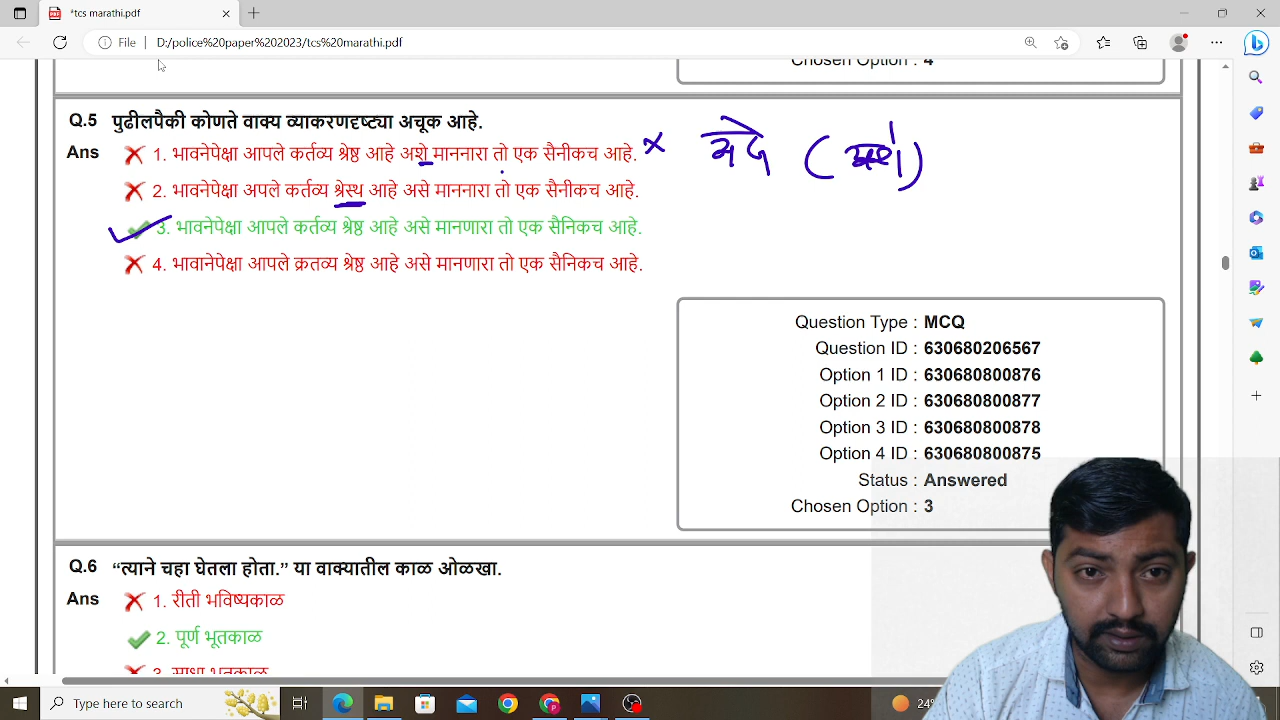 *tcs marathi.pdf
File D:/police%20paper%202023/tcs%20marathi.pdf
Chosen Option : 4
Q.5 पुढीलपैकी कोणते वाक्य व्याकरणदृष्ट्या अचूक आहे.
Ans 1. भावनेपेक्षा आपले कर्तव्य श्रेष्ठ आहे अशे माननारा तो एक सैनीकच आहे.
2. भावनेपेक्षा अपले कर्तव्य श्रेस्थ आहे असे माननारा तो एक सैनीकच आहे.
3. भावनेपेक्षा आपले कर्तव्य श्रेष्ठ आहे असे मानणारा तो एक सैनिकच आहे.
4. भावानेपेक्षा आपले क्रतव्य श्रेष्ठ आहे असे मानणारा तो एक सैनिकच आहे.
Question Type : MCQ
Question ID : 630680206567
Option 1 ID : 630680800876
Option 2 ID : 630680800877
Option 3 ID : 630680800878
Option 4 ID : 630680800875
Status : Answered
Chosen Option : 3
Q.6 “त्याने चहा घेतला होता.” या वाक्यातील काळ ओळखा.
Ans 1. रीती भविष्यकाळ
2. पूर्ण भूतकाळ
3. साधा भूतकाळ
Type here to search
24°